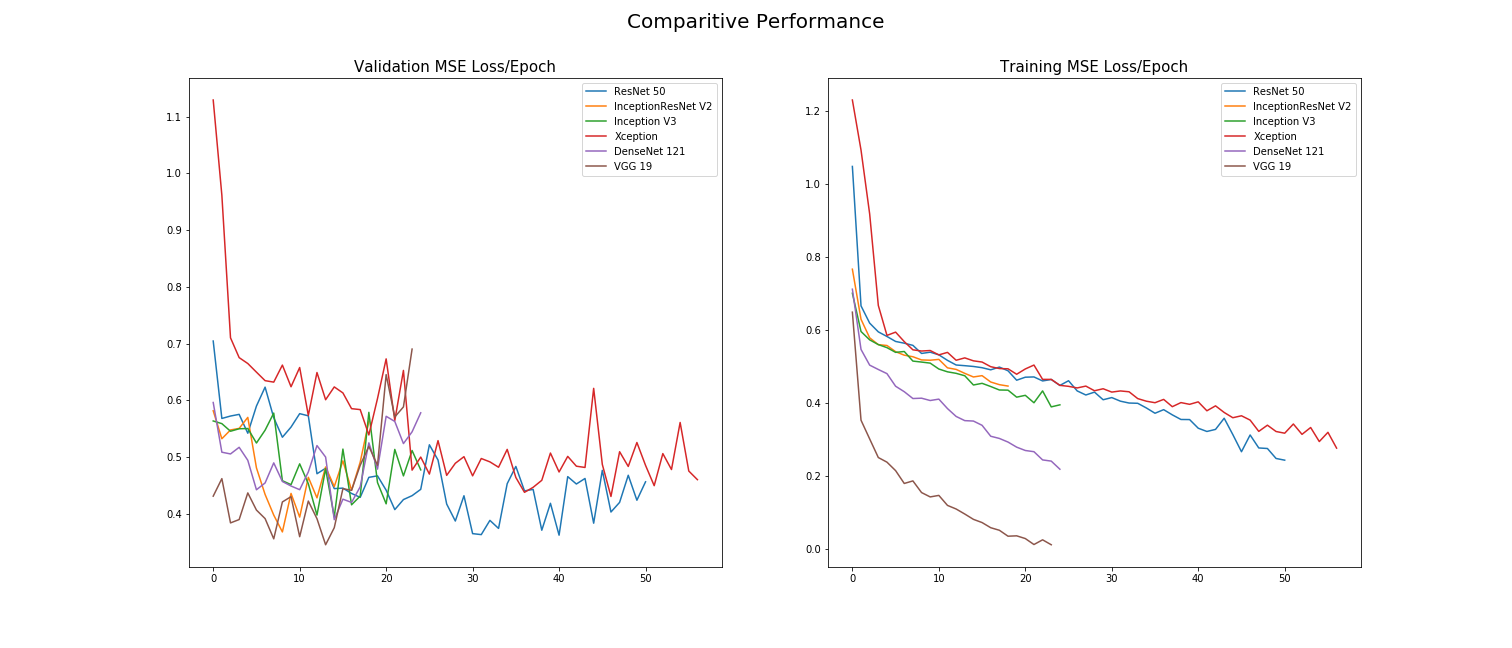 Comparitive Performance
Validation MSE Loss/Epoch
1.1
1.0
0.9
0.8
0.7
0.6
0.5
0.4
0 10 20 30 40 50
ResNet 50
InceptionResNet V2
Inception V3
Xception
DenseNet 121
VGG 19
Training MSE Loss/Epoch
1.2
1.0
0.8
0.6
0.4
0.2
0.0
0 10 20 30 40 50
ResNet 50
InceptionResNet V2
Inception V3
Xception
DenseNet 121
VGG 19